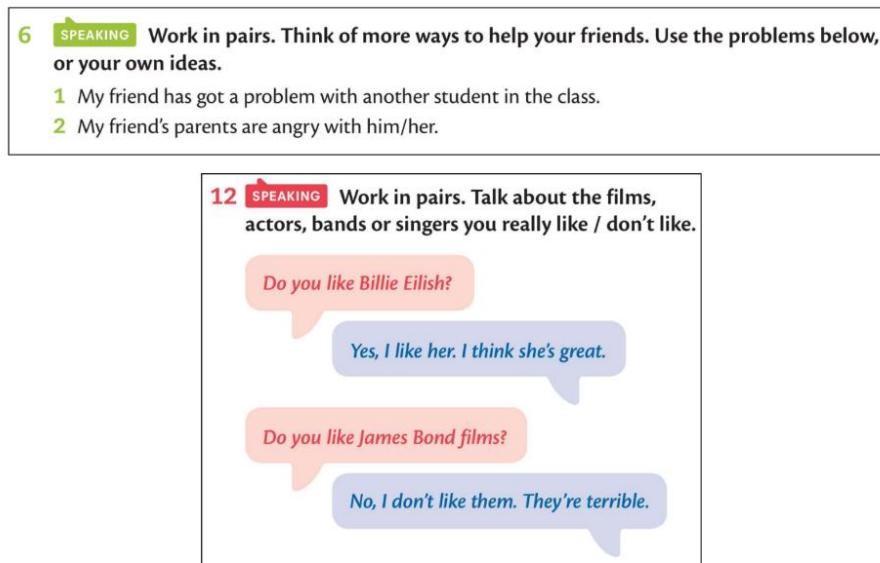 6 SPEAKING Work in pairs. Think of more ways to help your friends. Use the problems below,
or your own ideas.
1 My friend has got a problem with another student in the class.
2 My friend's parents are angry with him/her.
12 SPEAKING Work in pairs. Talk about the films,
actors, bands or singers you really like / don't like.
Do you like Billie Eilish?
Yes, I like her. I think she's great.
Do you like James Bond films?
No, I don't like them. They're terrible.